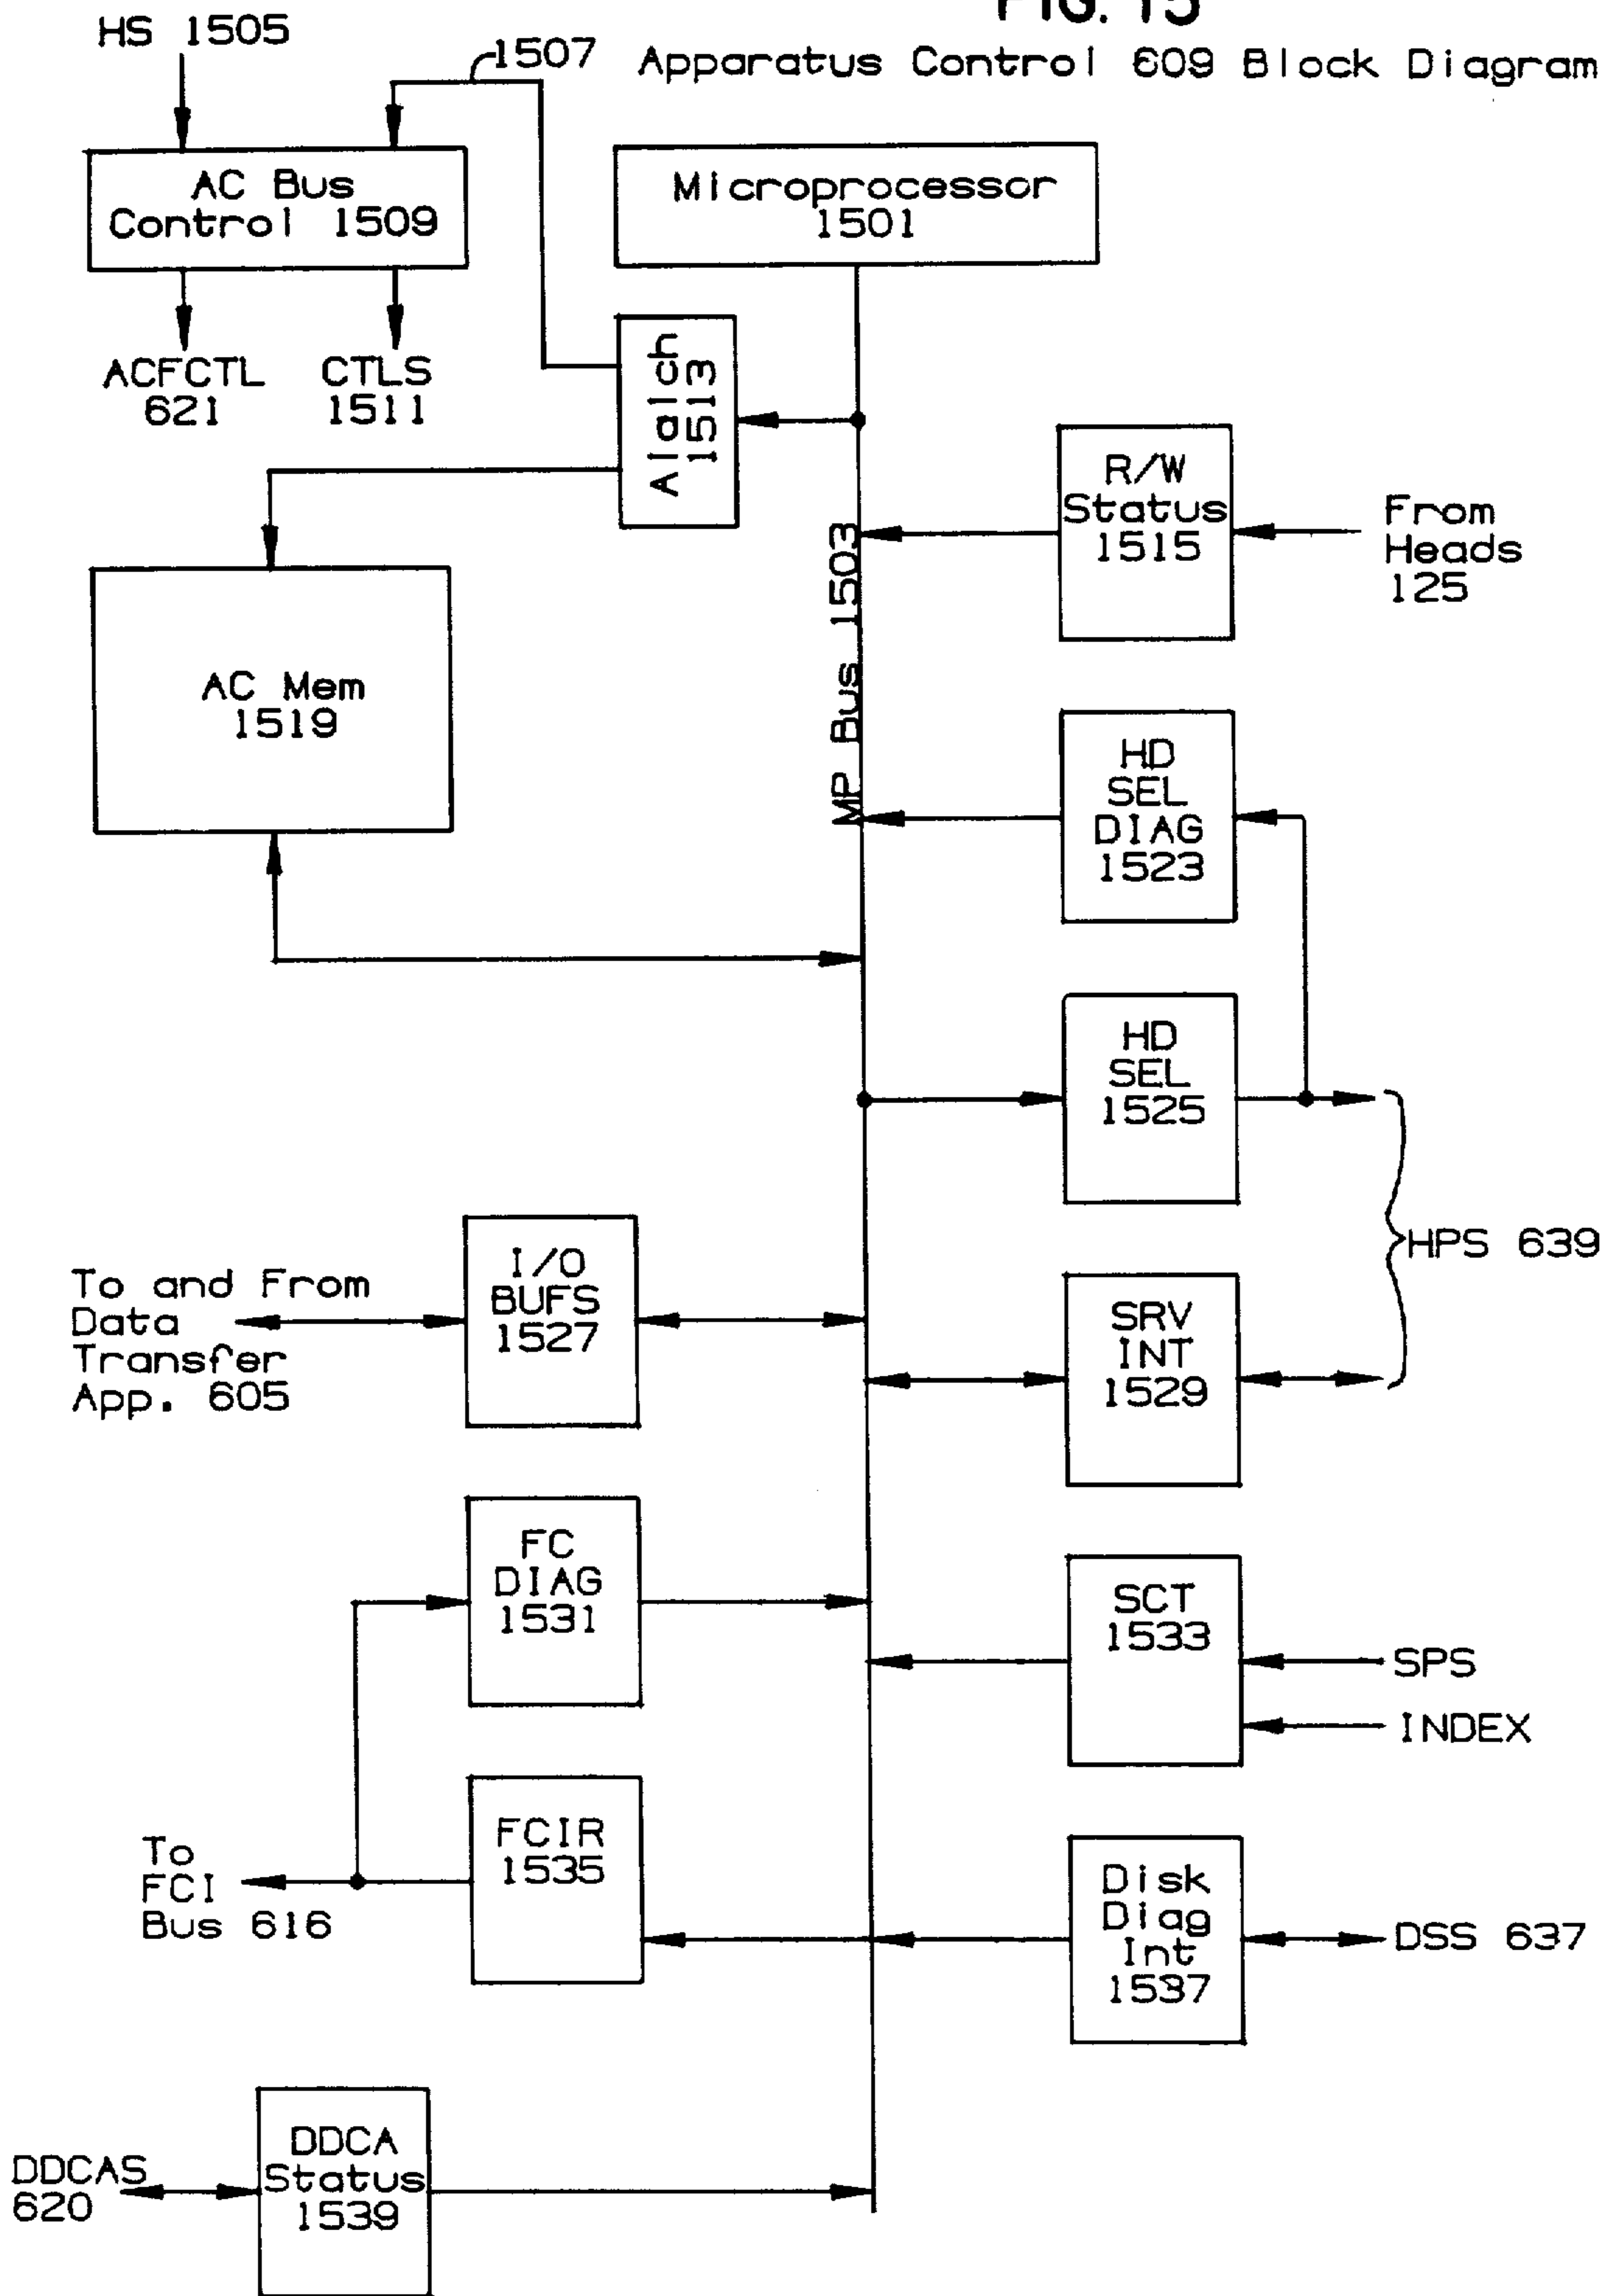 FIG. 15
Apparatus Control 609 Block Diagram
HS 1505
1507
AC Bus
Control 1509
Microprocessor
1501
ACFCTL
621
CTLS
1511
Alalch
1513
R/W
Status
1515
From
Heads
125
MP Bus 1503
AC Mem
1519
HD
SEL
DIAG
1523
HD
SEL
1525
HPS 639
To and From
Data
Transfer
App. 605
I/O
BUFS
1527
SRV
INT
1529
FC
DIAG
1531
SCT
1533
SPS
INDEX
To
FCI
Bus 616
FCIR
1535
Disk
Diag
Int
1537
DSS 637
DDCAS
620
DDCA
Status
1539